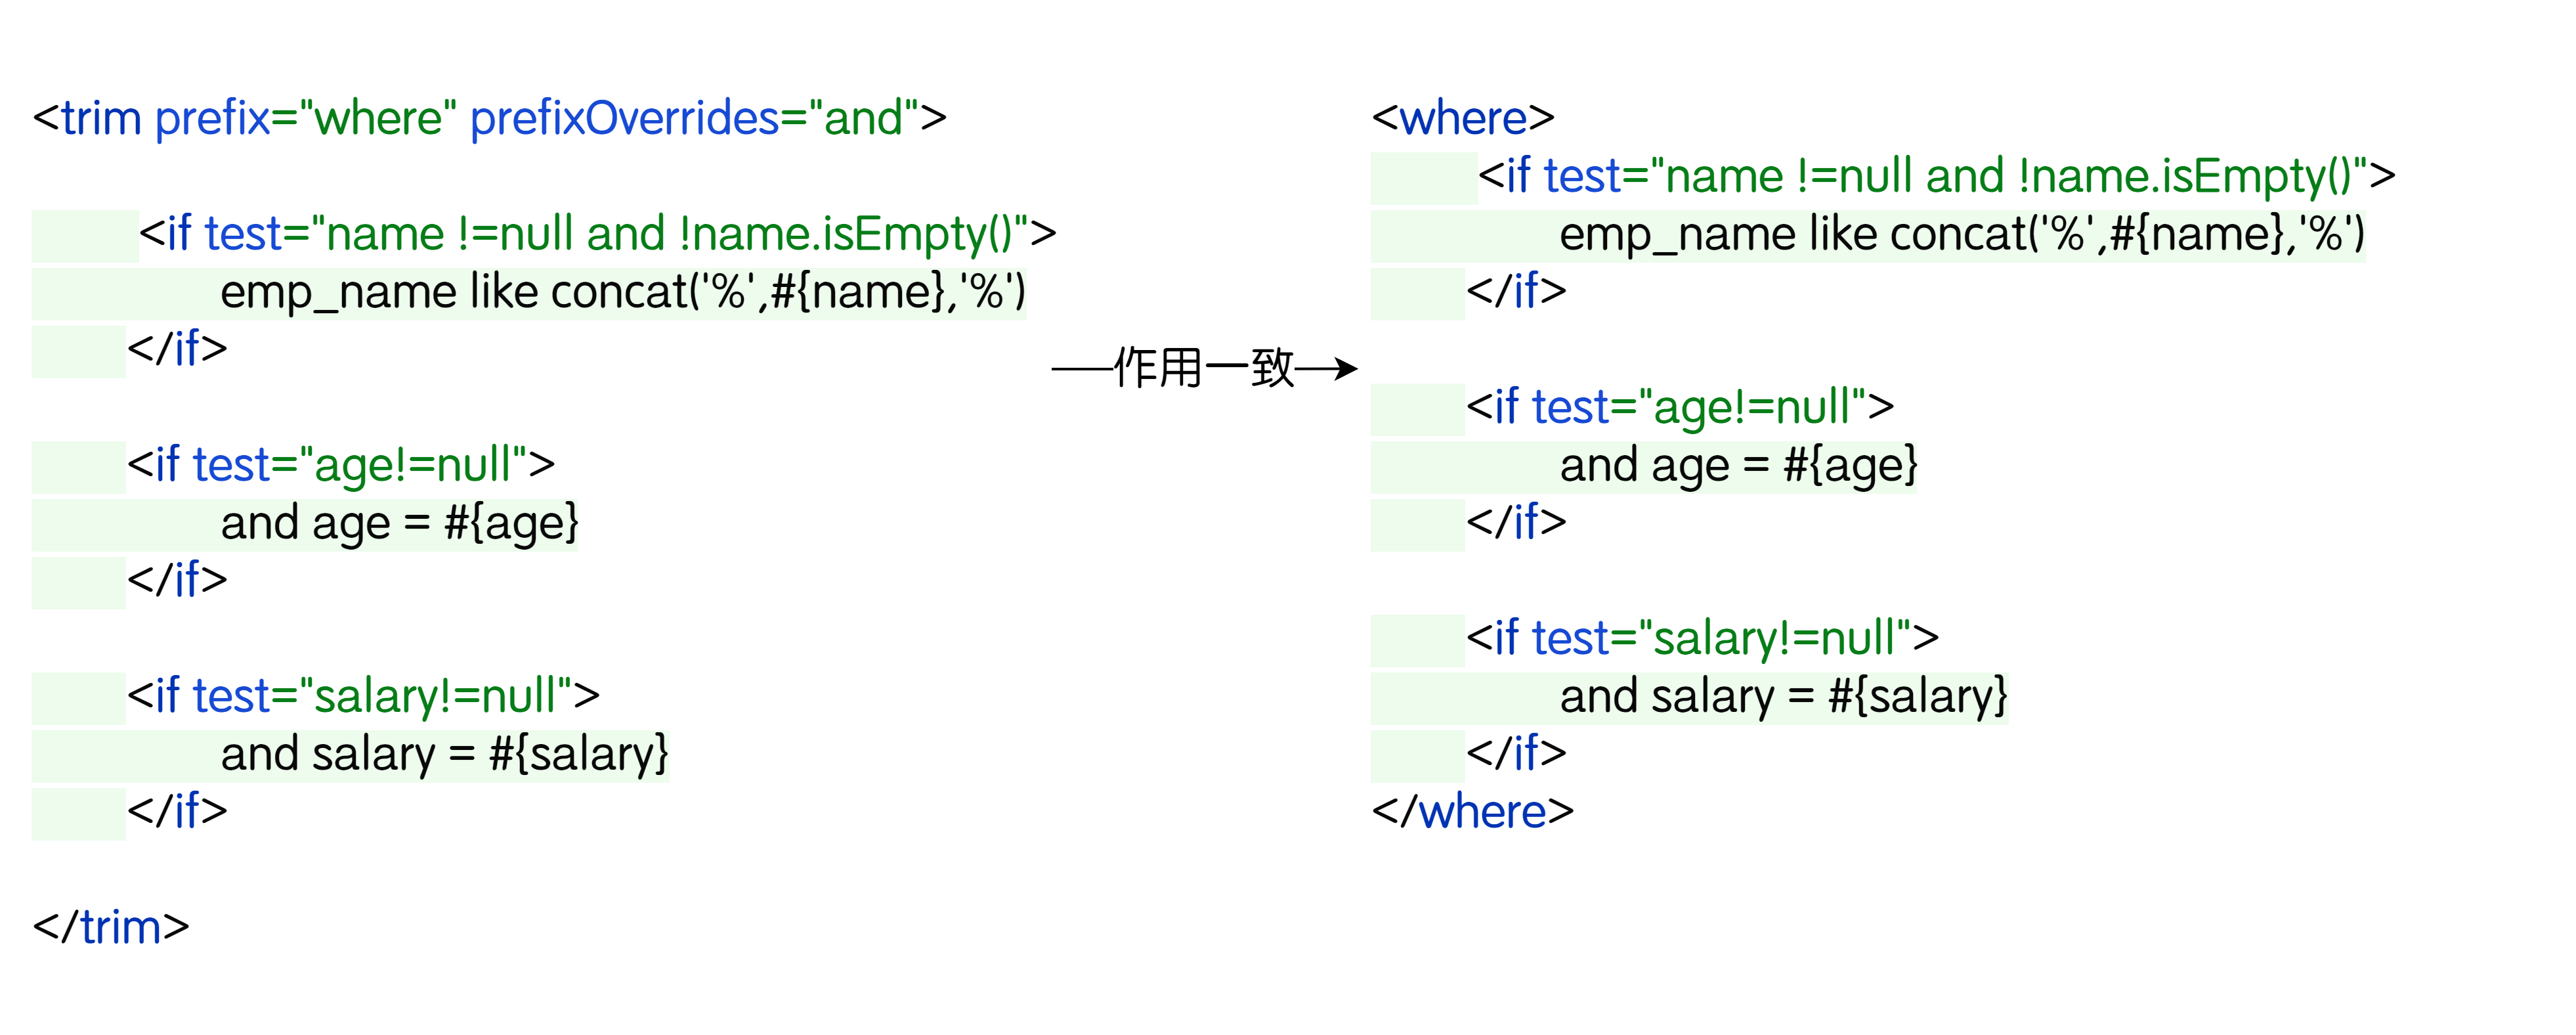 <trim prefix="where" prefixOverrides="and">
<if test="name !=null and !name.isEmpty()">
emp_name like concat('%',#{name},'%')
</if>
<if test="age!=null">
and age = #{age}
</if>
<if test="salary!=null">
and salary = #{salary}
</if>
</trim>
作用一致
<where>
<if test="name !=null and !name.isEmpty()">
emp_name like concat('%',#{name},'%')
</if>
<if test="age!=null">
and age = #{age}
</if>
<if test="salary!=null">
and salary = #{salary}
</if>
</where>